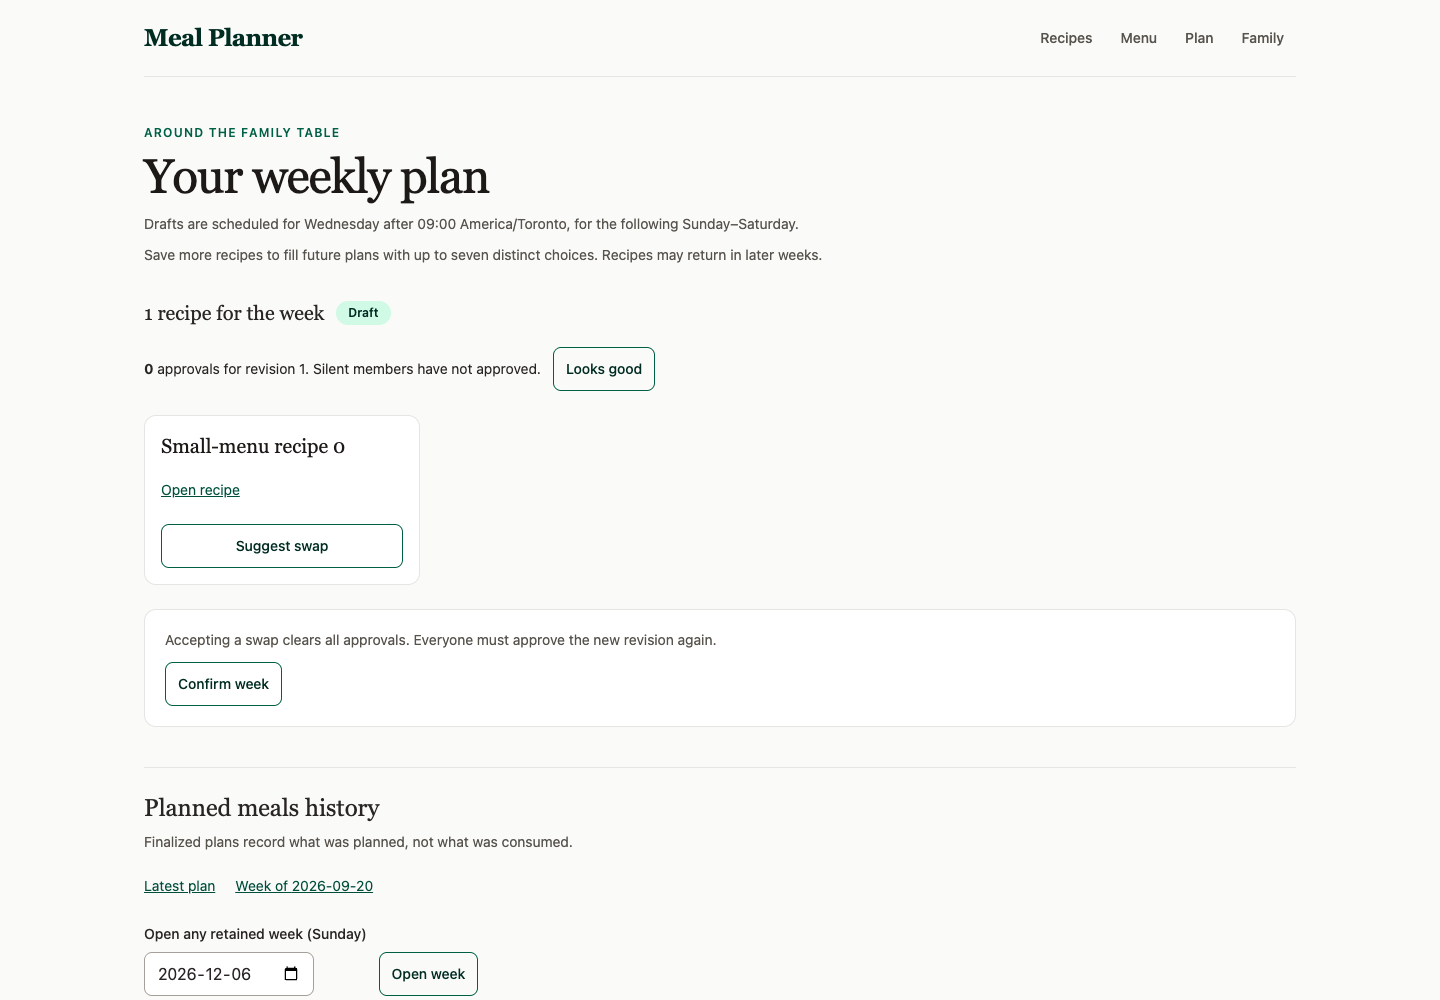 Meal Planner
Recipes Menu Plan Family
AROUND THE FAMILY TABLE
Your weekly plan
Drafts are scheduled for Wednesday after 09:00 America/Toronto, for the following Sunday–Saturday.
Save more recipes to fill future plans with up to seven distinct choices. Recipes may return in later weeks.
1 recipe for the week Draft
0 approvals for revision 1. Silent members have not approved. Looks good
Small-menu recipe 0
Open recipe
Suggest swap
Accepting a swap clears all approvals. Everyone must approve the new revision again.
Confirm week
Planned meals history
Finalized plans record what was planned, not what was consumed.
Latest plan Week of 2026-09-20
Open any retained week (Sunday)
2026-12-06 Open week